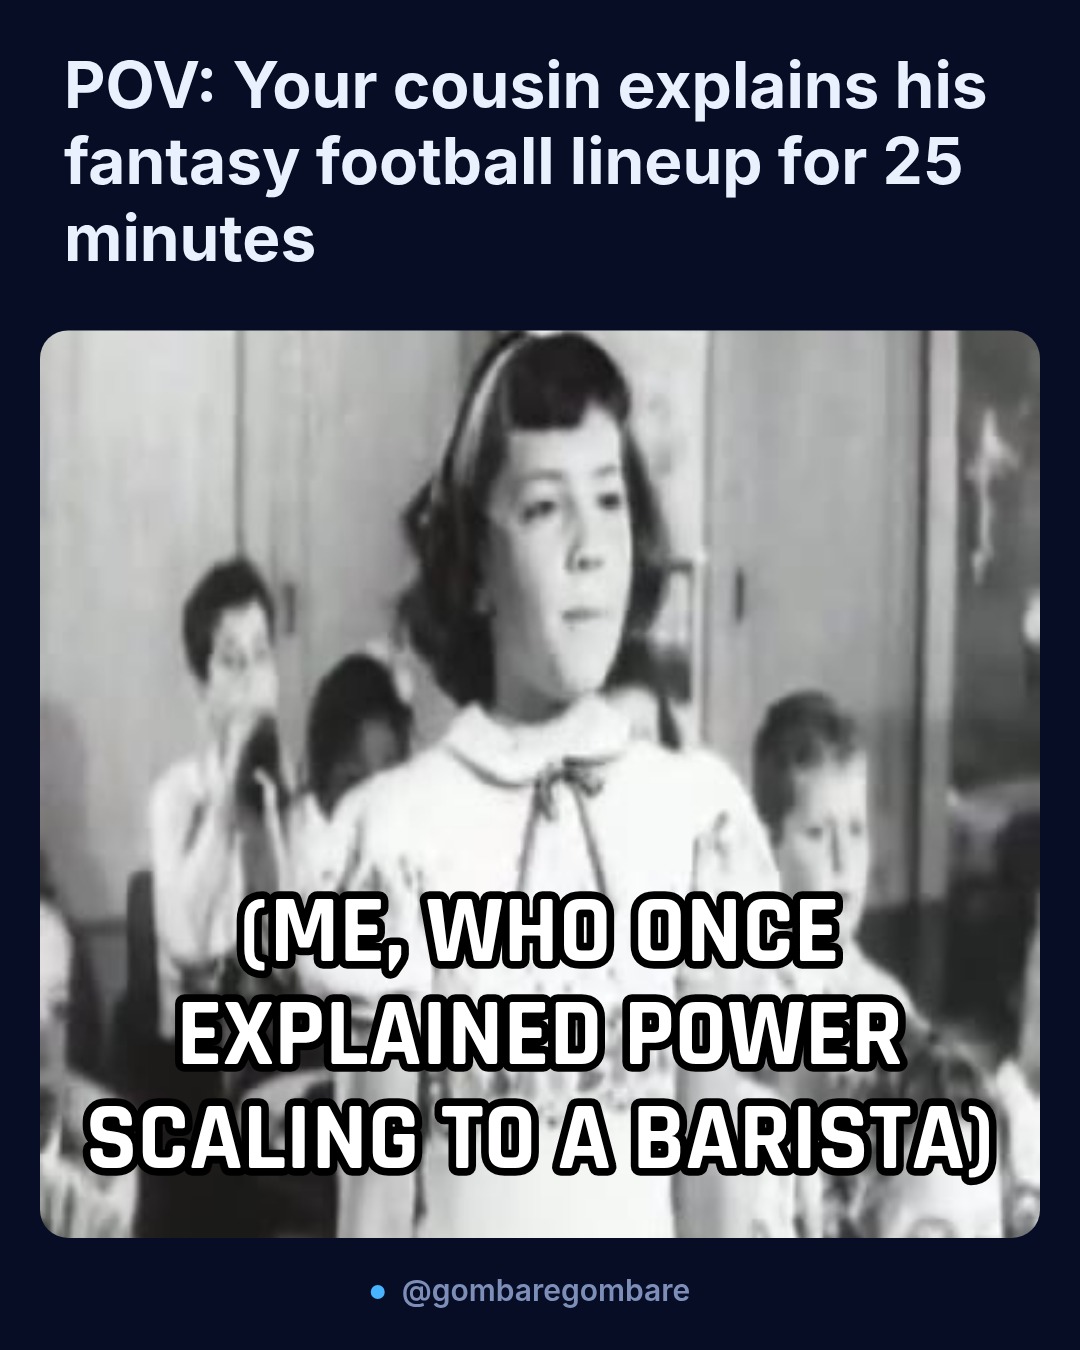 POV: Your cousin explains his
fantasy football lineup for 25
minutes
(ME, WHO ONCE
EXPLAINED POWER
SCALING TO A BARISTA)
@gombaregombare